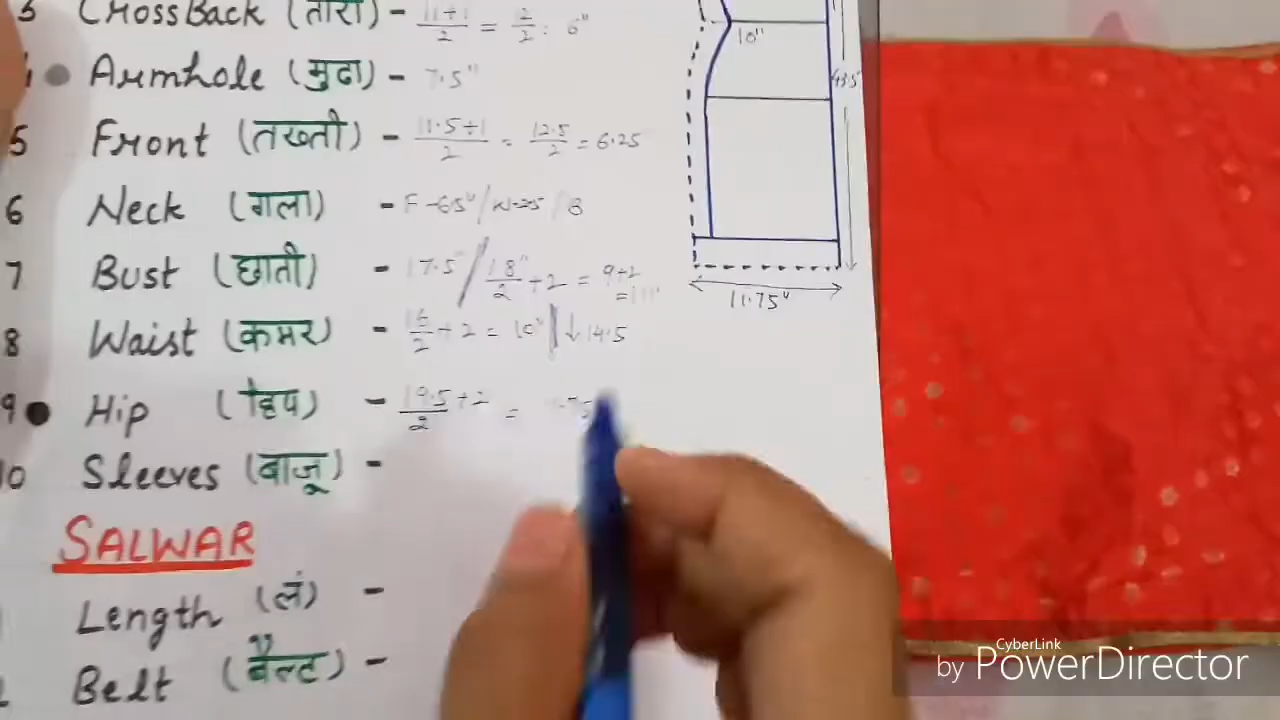 CrossBack (तीरा) - 11+1/2 = 2/2 : 6"
Armhole (मुढा) - 7.5"
5 Front (तख्ती) - 11.5+1/2 = 12.5/2 = 6.25
6 Neck (गला) - F-6.5"/
7 Bust (छाती) - 17.5"/18"/2 + 2 = 9+2
=11"
8 Waist (कमर) - 16/2 + 2 = 10" | ↓14.5
9 Hip (हिप) - 19.5+2/2 =
10 Sleeves (बाजू) -
SALWAR
Length (लं) -
Belt (बैल्ट) -
10"
43.5
11.75"
CyberLink
by PowerDirector